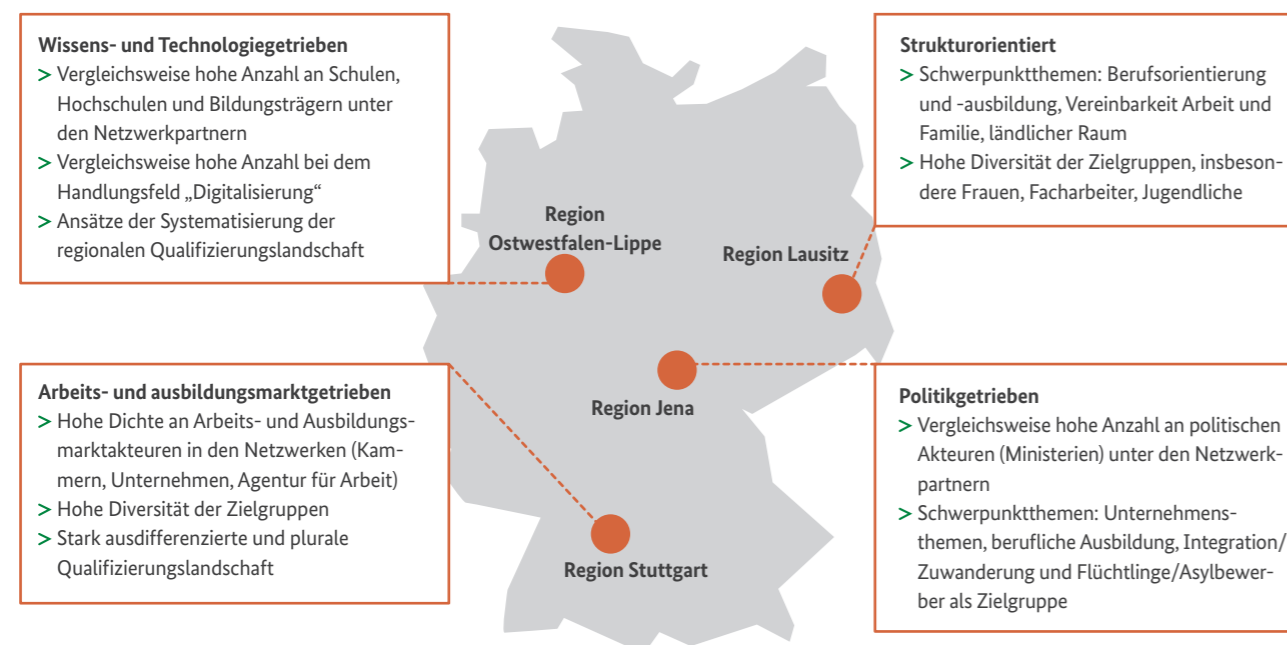 Wissens- und Technologiegetrieben
> Vergleichsweise hohe Anzahl an Schulen,
Hochschulen und Bildungsträgern unter
den Netzwerkpartnern
> Vergleichsweise hohe Anzahl bei dem
Handlungsfeld „Digitalisierung“
> Ansätze der Systematisierung der
regionalen Qualifizierungslandschaft
Strukturorientiert
> Schwerpunktthemen: Berufsorientierung
und -ausbildung, Vereinbarkeit Arbeit und
Familie, ländlicher Raum
> Hohe Diversität der Zielgruppen, insbeson-
dere Frauen, Facharbeiter, Jugendliche
Region
Ostwestfalen-Lippe
Region Lausitz
Region Jena
Region Stuttgart
Arbeits- und ausbildungsmarktgetrieben
> Hohe Dichte an Arbeits- und Ausbildungs-
marktakteuren in den Netzwerken (Kam-
mern, Unternehmen, Agentur für Arbeit)
> Hohe Diversität der Zielgruppen
> Stark ausdifferenzierte und plurale
Qualifizierungslandschaft
Politikgetrieben
> Vergleichsweise hohe Anzahl an politischen
Akteuren (Ministerien) unter den Netzwerk-
partnern
> Schwerpunktthemen: Unternehmens-
themen, berufliche Ausbildung, Integration/
Zuwanderung und Flüchtlinge/Asylbewer-
ber als Zielgruppe